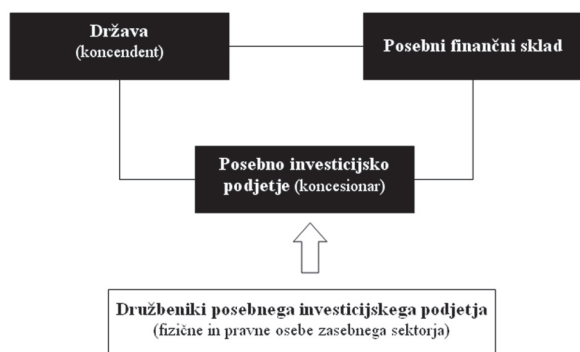 Država
(koncendent)
Posebni finančni sklad
Posebno investicijsko
podjetje (koncesionar)
Družbeniki posebnega investicijskega podjetja
(fizične in pravne osebe zasebnega sektorja)